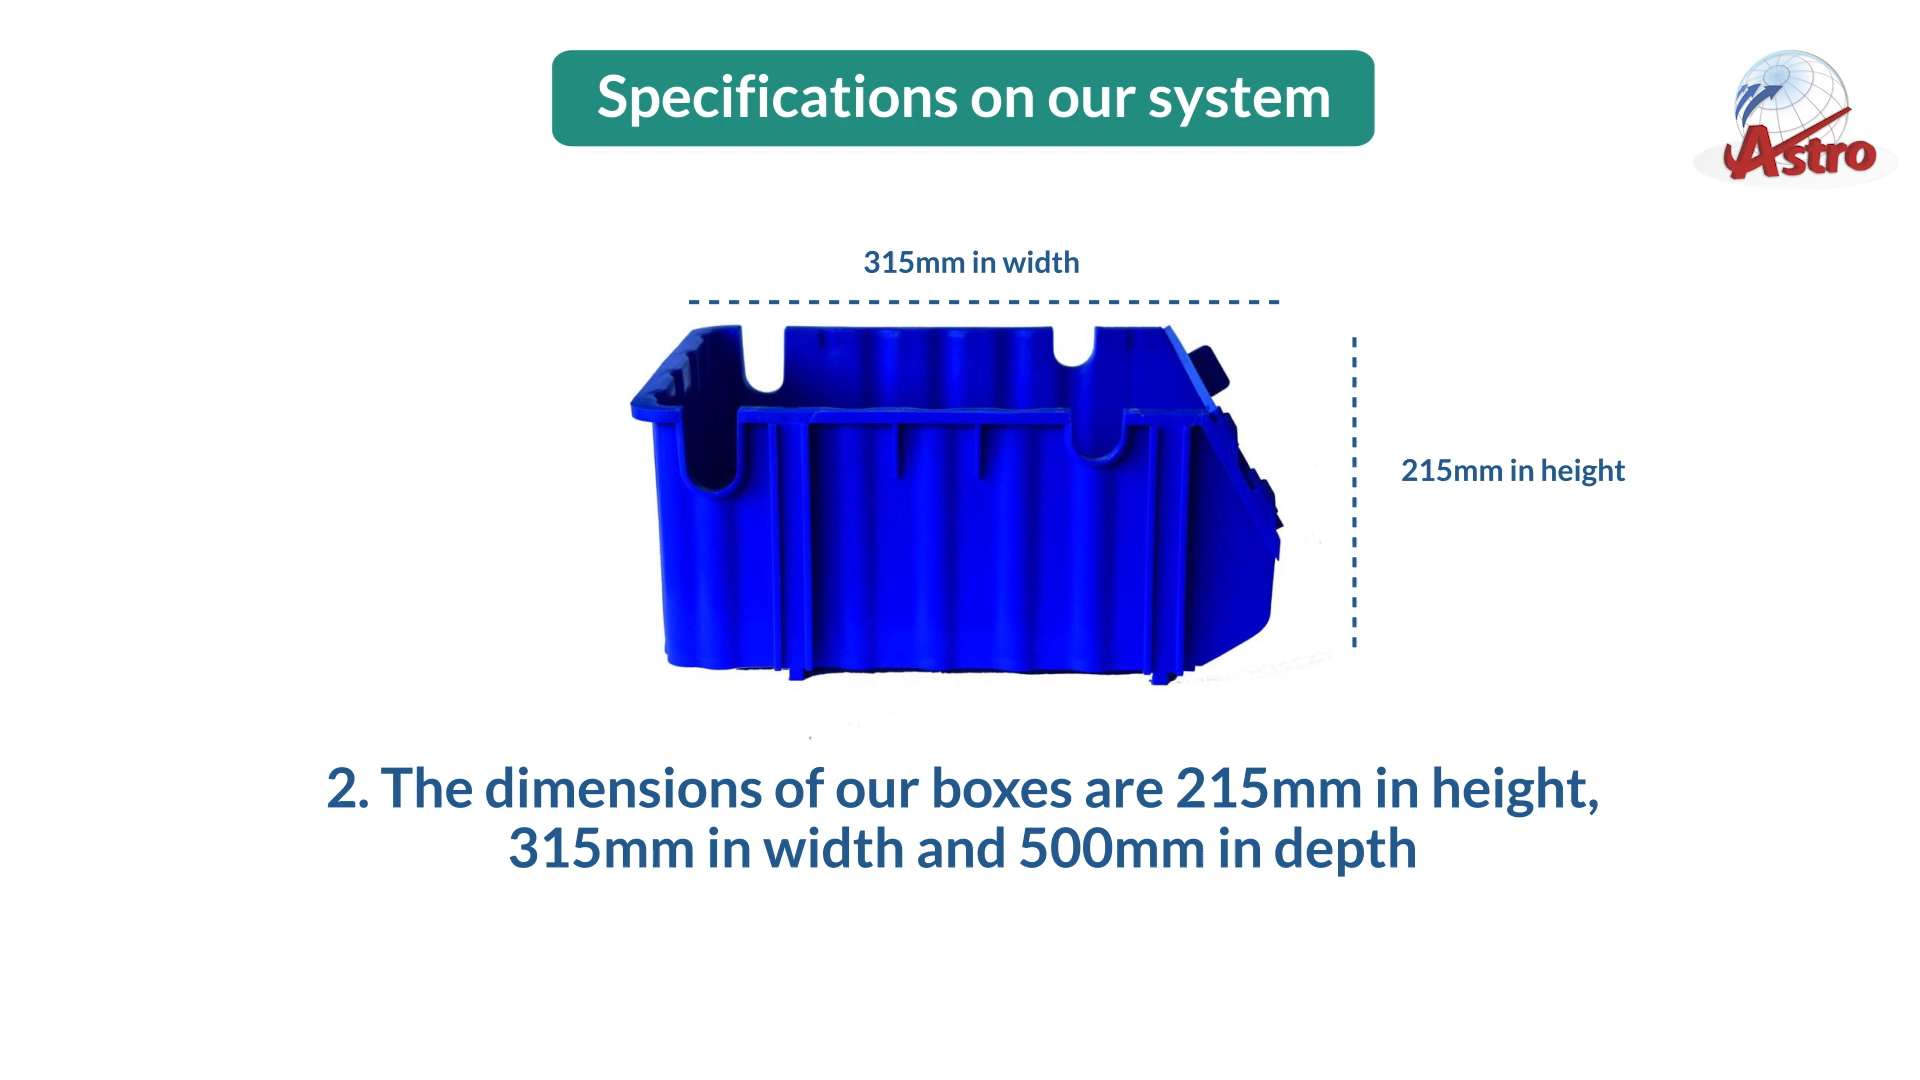 Specifications on our system
Astro
315mm in width
215mm in height
2. The dimensions of our boxes are 215mm in height,
315mm in width and 500mm in depth